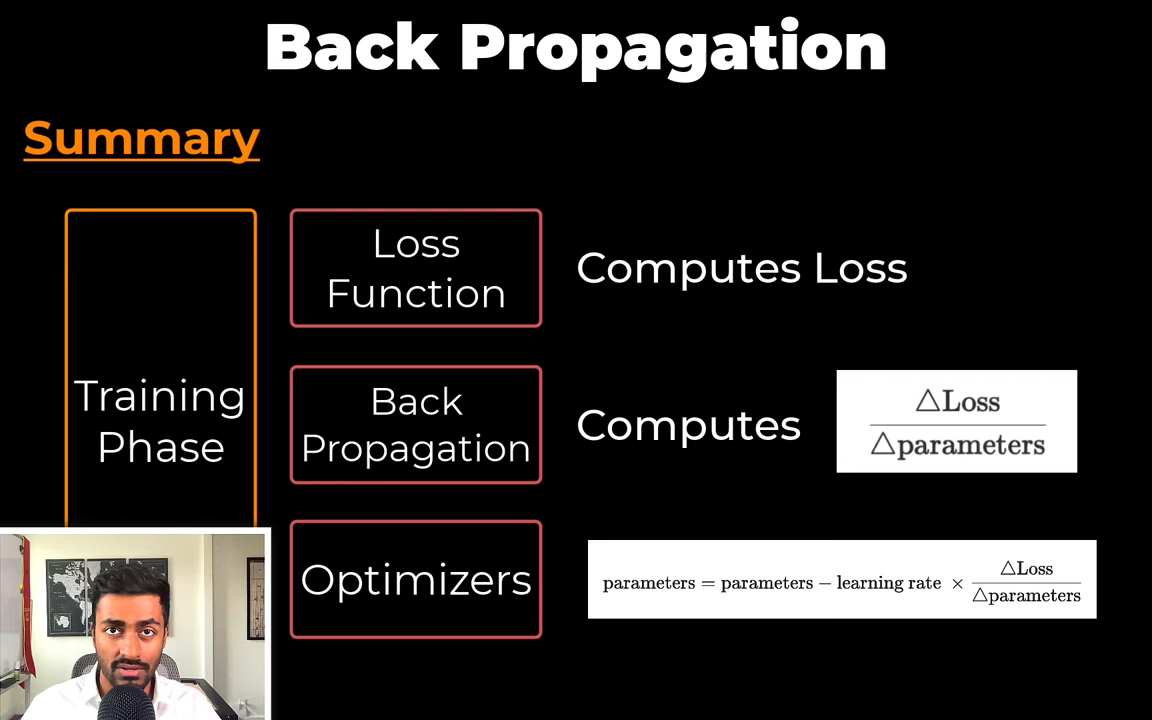 Back Propagation
Summary
Training
Phase
Loss
Function
Computes Loss
Back
Propagation
Computes
△Loss
△parameters
Optimizers
parameters = parameters − learning rate × △Loss
△parameters